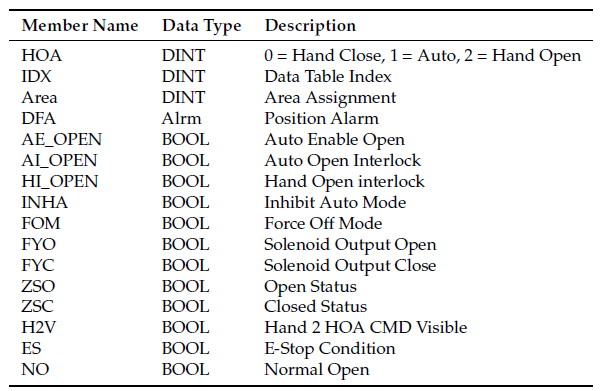 Member Name Data Type Description
HOA DINT 0 = Hand Close, 1 = Auto, 2 = Hand Open
IDX DINT Data Table Index
Area DINT Area Assignment
DFA Alrm Position Alarm
AE_OPEN BOOL Auto Enable Open
AI_OPEN BOOL Auto Open Interlock
HI_OPEN BOOL Hand Open interlock
INHA BOOL Inhibit Auto Mode
FOM BOOL Force Off Mode
FYO BOOL Solenoid Output Open
FYC BOOL Solenoid Output Close
ZSO BOOL Open Status
ZSC BOOL Closed Status
H2V BOOL Hand 2 HOA CMD Visible
ES BOOL E-Stop Condition
NO BOOL Normal Open